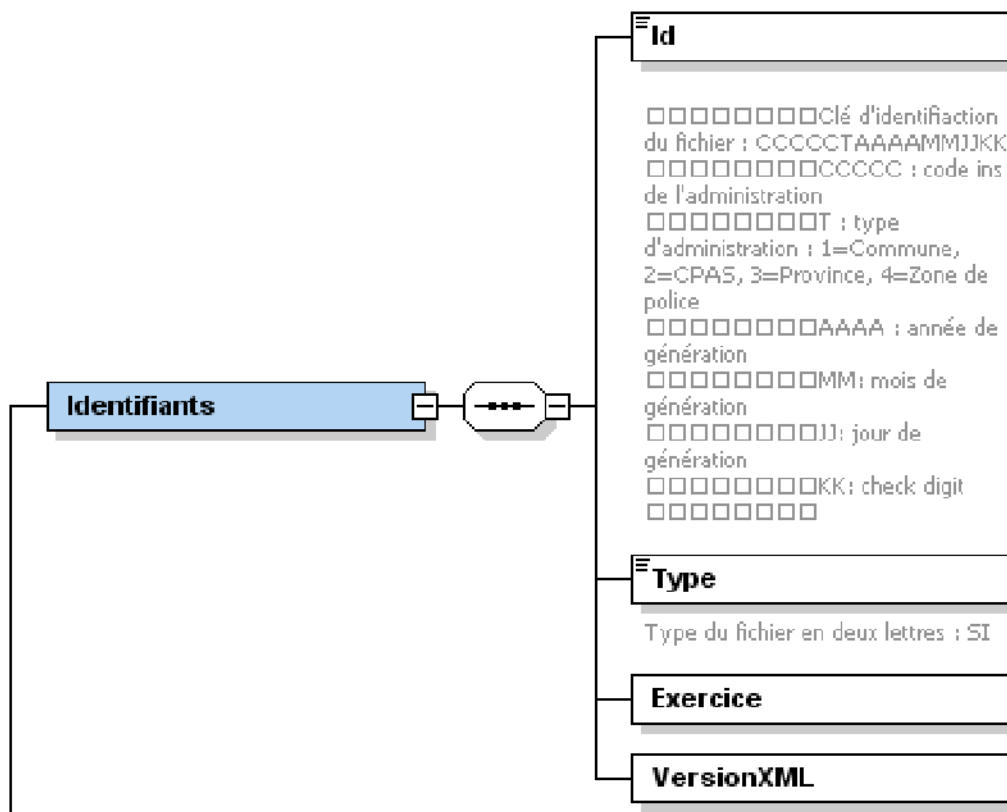 Id
□□□□□□□□Clé d'identifiaction
du fichier : CCCCCTAAAAMMJJKK
□□□□□□□□CCCCC : code ins
de l'administration
□□□□□□□□T : type
d'administration : 1=Commune,
2=CPAS, 3=Province, 4=Zone de
police
□□□□□□□□AAAA : année de
génération
□□□□□□□□MM: mois de
génération
□□□□□□□□JJ: jour de
génération
□□□□□□□□KK: check digit
□□□□□□□□
Identifiants
Type
Type du fichier en deux lettres : SI
Exercice
VersionXML